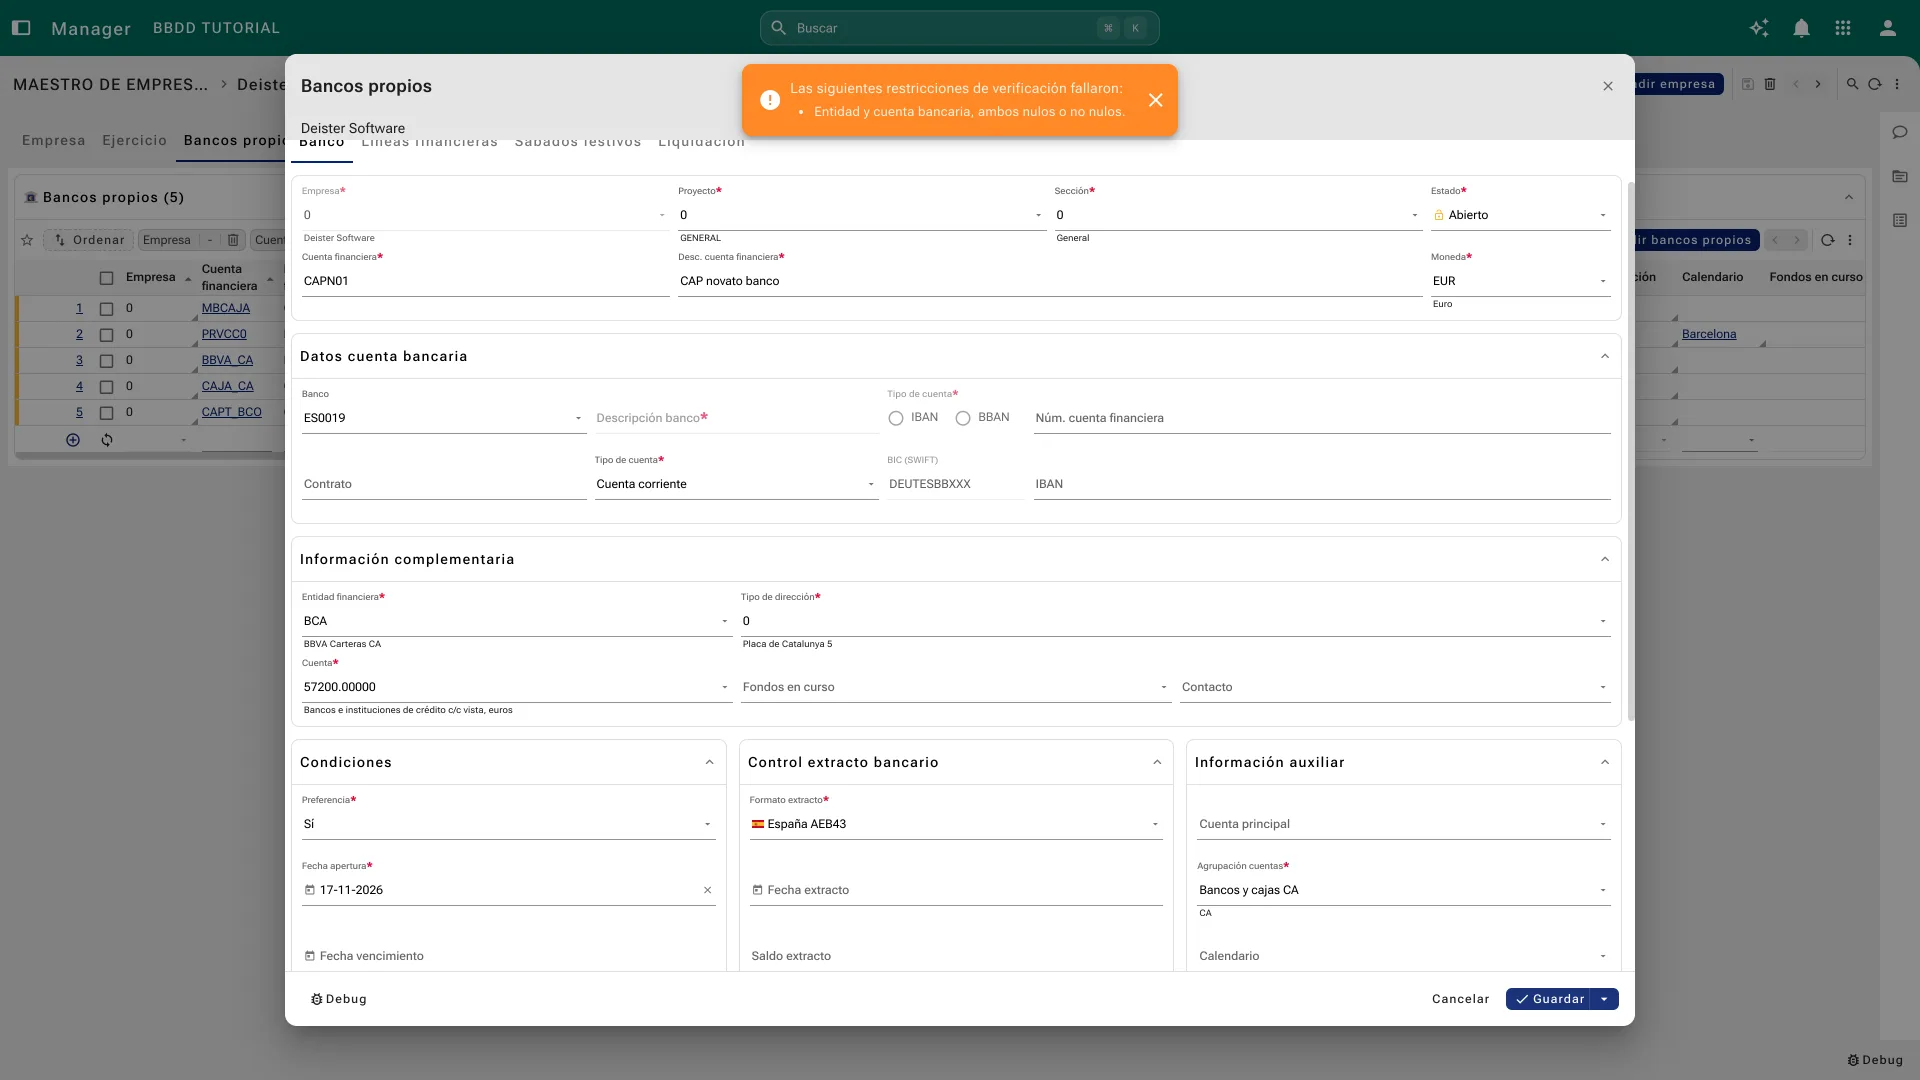 Manager
BBDD TUTORIAL
Buscar
⌘
K
MAESTRO DE EMPRES...
Deiste
dir empresa
Bancos propios
Deister Software
Las siguientes restricciones de verificación fallaron:
• Entidad y cuenta bancaria, ambos nulos o no nulos.
Empresa
Ejercicio
Bancos propi
Banco
Líneas financieras
Sábados festivos
Liquidación
Bancos propios (5)
Ordenar
Empresa
-
Cuent
ir bancos propios
Empresa
Cuenta financiera
ción
Calendario
Fondos en curso
1
0
MBCAJA
2
0
PRVCC0
Barcelona
3
0
BBVA_CA
4
0
CAJA_CA
5
0
CAPT_BCO
Empresa*
Proyecto*
Sección*
Estado*
0
0
0
Abierto
Deister Software
GENERAL
General
Cuenta financiera*
Desc. cuenta financiera*
Moneda*
CAPN01
CAP novato banco
EUR
Euro
Datos cuenta bancaria
Banco
Tipo de cuenta*
ES0019
Descripción banco*
IBAN
BBAN
Núm. cuenta financiera
Tipo de cuenta*
BIC (SWIFT)
Contrato
Cuenta corriente
DEUTESBBXXX
IBAN
Información complementaria
Entidad financiera*
Tipo de dirección*
BCA
0
BBVA Carteras CA
Placa de Catalunya 5
Cuenta*
57200.00000
Fondos en curso
Contacto
Bancos e instituciones de crédito c/c vista, euros
Condiciones
Control extracto bancario
Información auxiliar
Preferencia*
Formato extracto*
Sí
España AEB43
Cuenta principal
Fecha apertura*
Agrupación cuentas*
17-11-2026
Fecha extracto
Bancos y cajas CA
CA
Fecha vencimiento
Saldo extracto
Calendario
Debug
Cancelar
Guardar
Debug